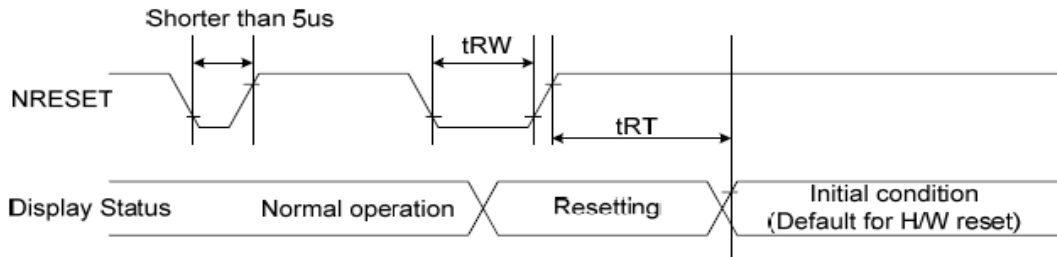 Shorter than 5us
tRW
NRESET
tRT
Display Status
Normal operation
Resetting
Initial condition
(Default for H/W reset)